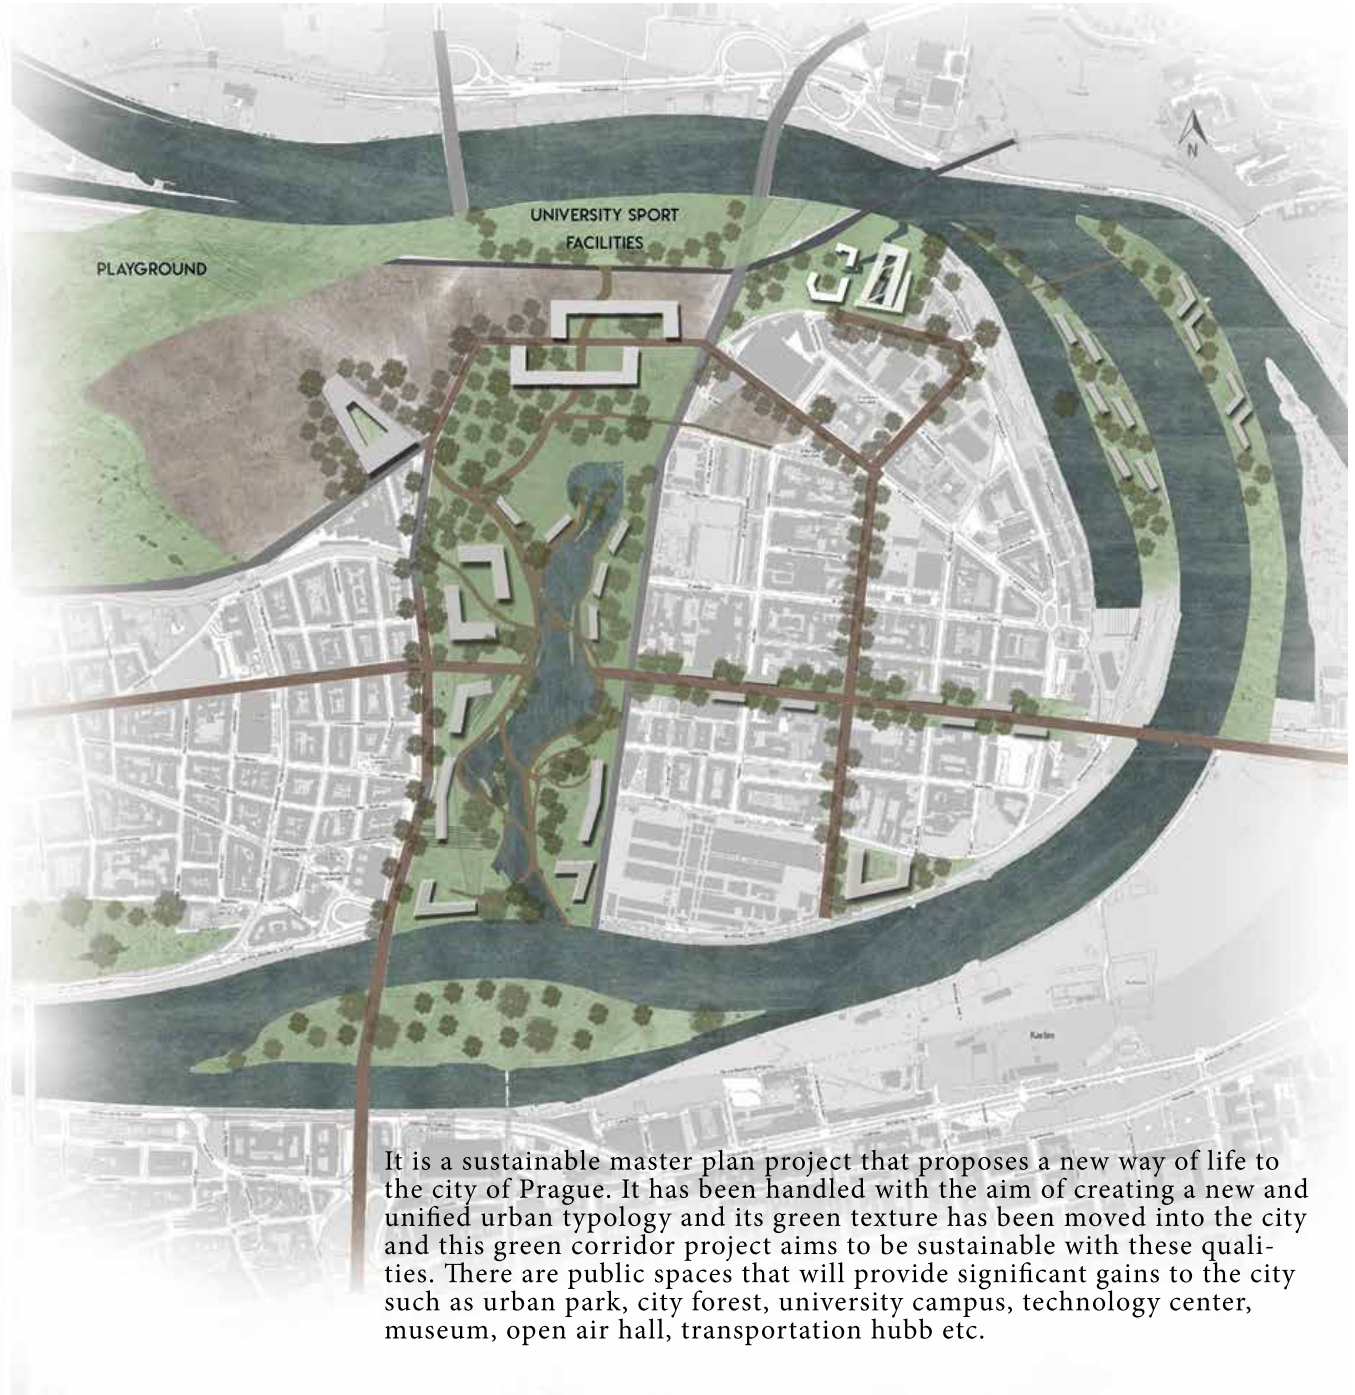 N
UNIVERSITY SPORT
FACILITIES
PLAYGROUND
Karlín
It is a sustainable master plan project that proposes a new way of life to
the city of Prague. It has been handled with the aim of creating a new and
unified urban typology and its green texture has been moved into the city
and this green corridor project aims to be sustainable with these quali-
ties. There are public spaces that will provide significant gains to the city
such as urban park, city forest, university campus, technology center,
museum, open air hall, transportation hubb etc.